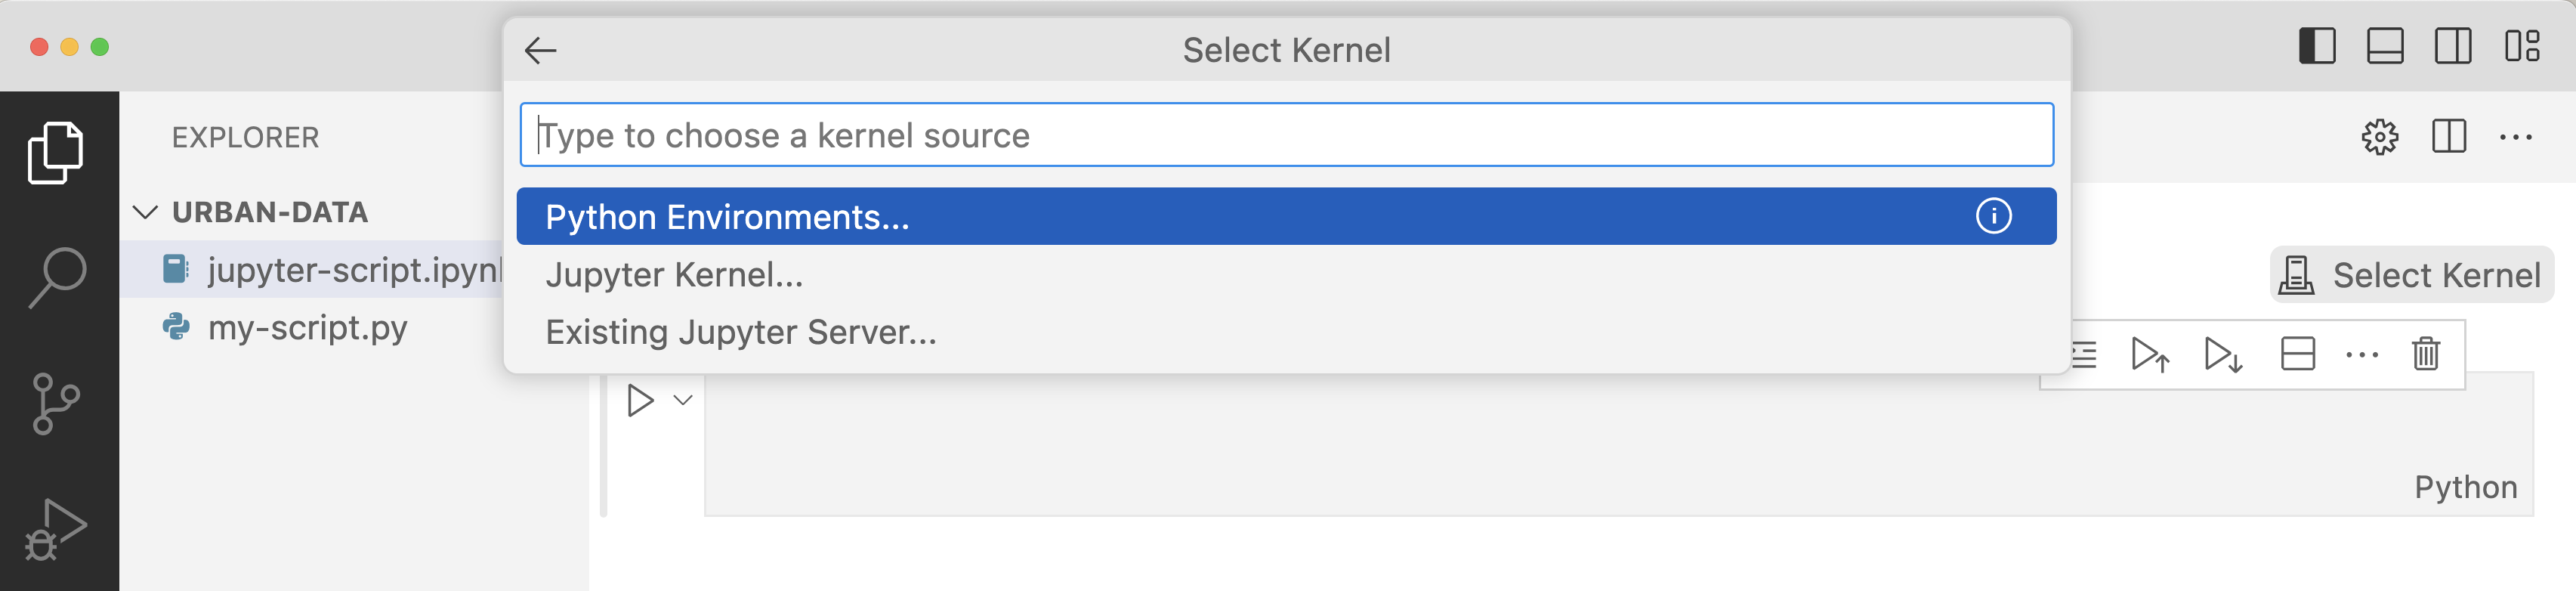 Select Kernel
Type to choose a kernel source
EXPLORER
URBAN-DATA
Python Environments...
jupyter-script.ipyn
Jupyter Kernel...
Select Kernel
my-script.py
Existing Jupyter Server...
Python